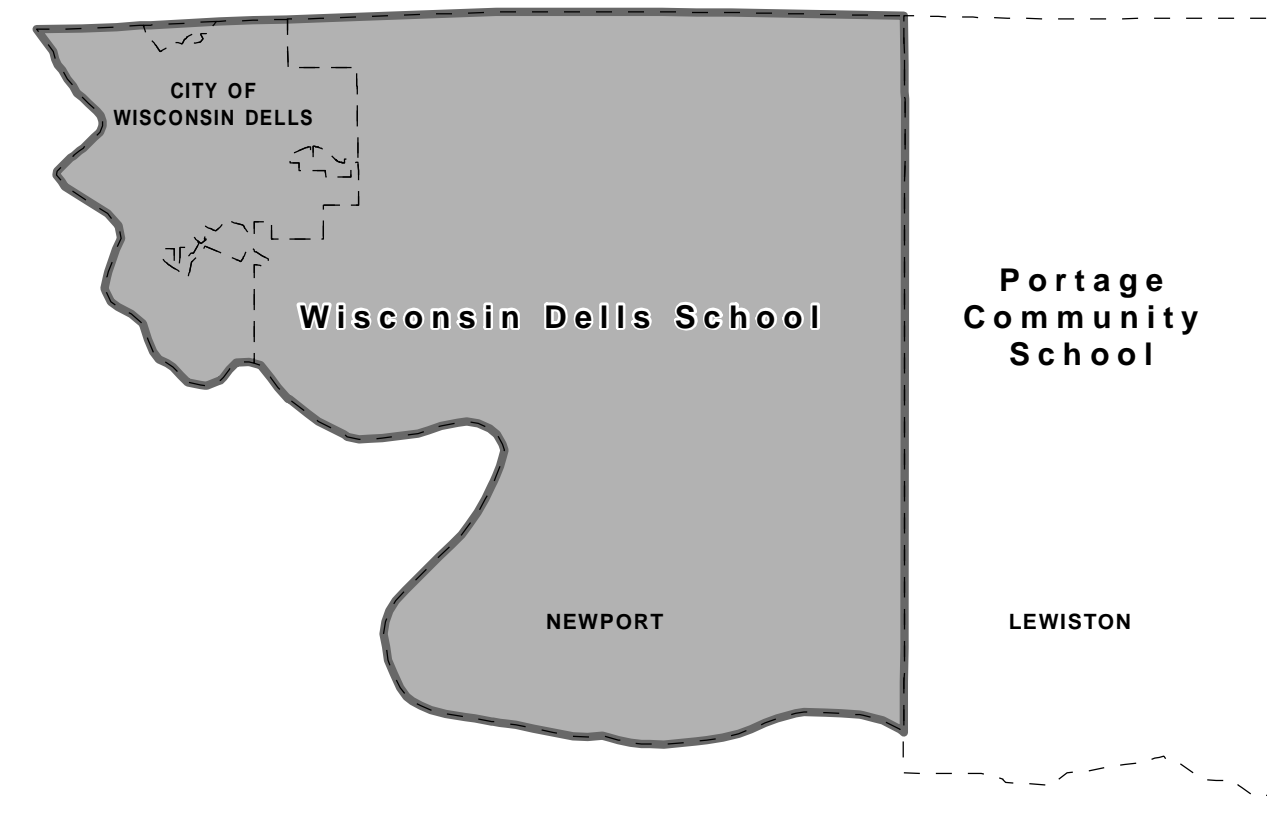 CITY OF
WISCONSIN DELLS
Wisconsin Dells School
Portage
Community
School
NEWPORT
LEWISTON